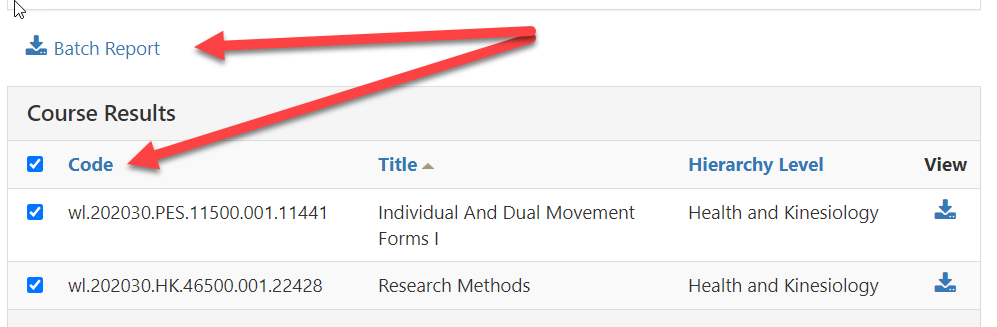 Batch Report
Course Results
Code Title Hierarchy Level View
wl.202030.PES.11500.001.11441 Individual And Dual Movement Health and Kinesiology
Forms I
wl.202030.HK.46500.001.22428 Research Methods Health and Kinesiology